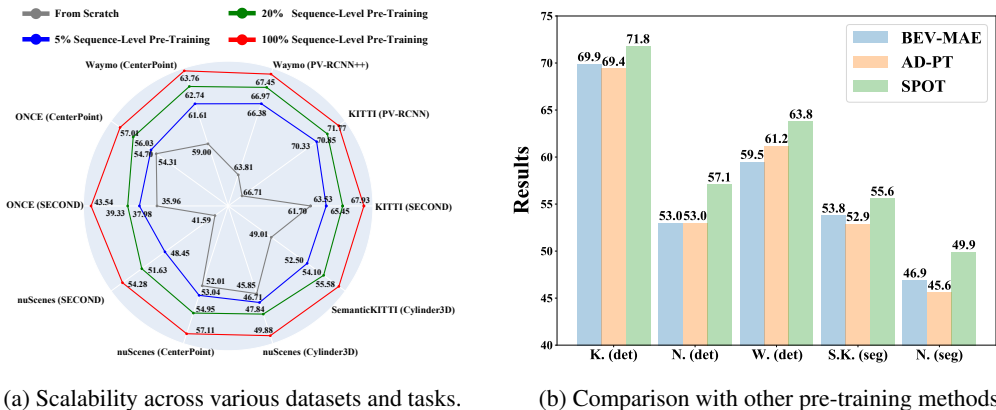 From Scratch
20% Sequence-Level Pre-Training
5% Sequence-Level Pre-Training
100% Sequence-Level Pre-Training
Waymo (CenterPoint)
Waymo (PV-RCNN++)
63.76
67.45
62.74
66.97
61.61
66.38
ONCE (CenterPoint)
KITTI (PV-RCNN)
57.01
71.77
56.03
70.85
54.70
70.33
54.31
59.00
63.81
66.71
ONCE (SECOND)
43.54
39.33
37.98
35.96
61.70
63.53
65.45
67.93
KITTI (SECOND)
41.59
49.01
48.45
52.50
51.63
54.10
54.28
55.58
nuScenes (SECOND)
SemanticKITTI (Cylinder3D)
52.01
45.85
53.04
46.71
54.95
47.84
57.11
49.88
nuScenes (CenterPoint)
nuScenes (Cylinder3D)
(a) Scalability across various datasets and tasks.
Results
75
70
65
60
55
50
45
40
BEV-MAE
AD-PT
SPOT
69.9
69.4
71.8
53.0
53.0
57.1
59.5
61.2
63.8
53.8
52.9
55.6
46.9
45.6
49.9
K. (det)
N. (det)
W. (det)
S.K. (seg)
N. (seg)
(b) Comparison with other pre-training methods